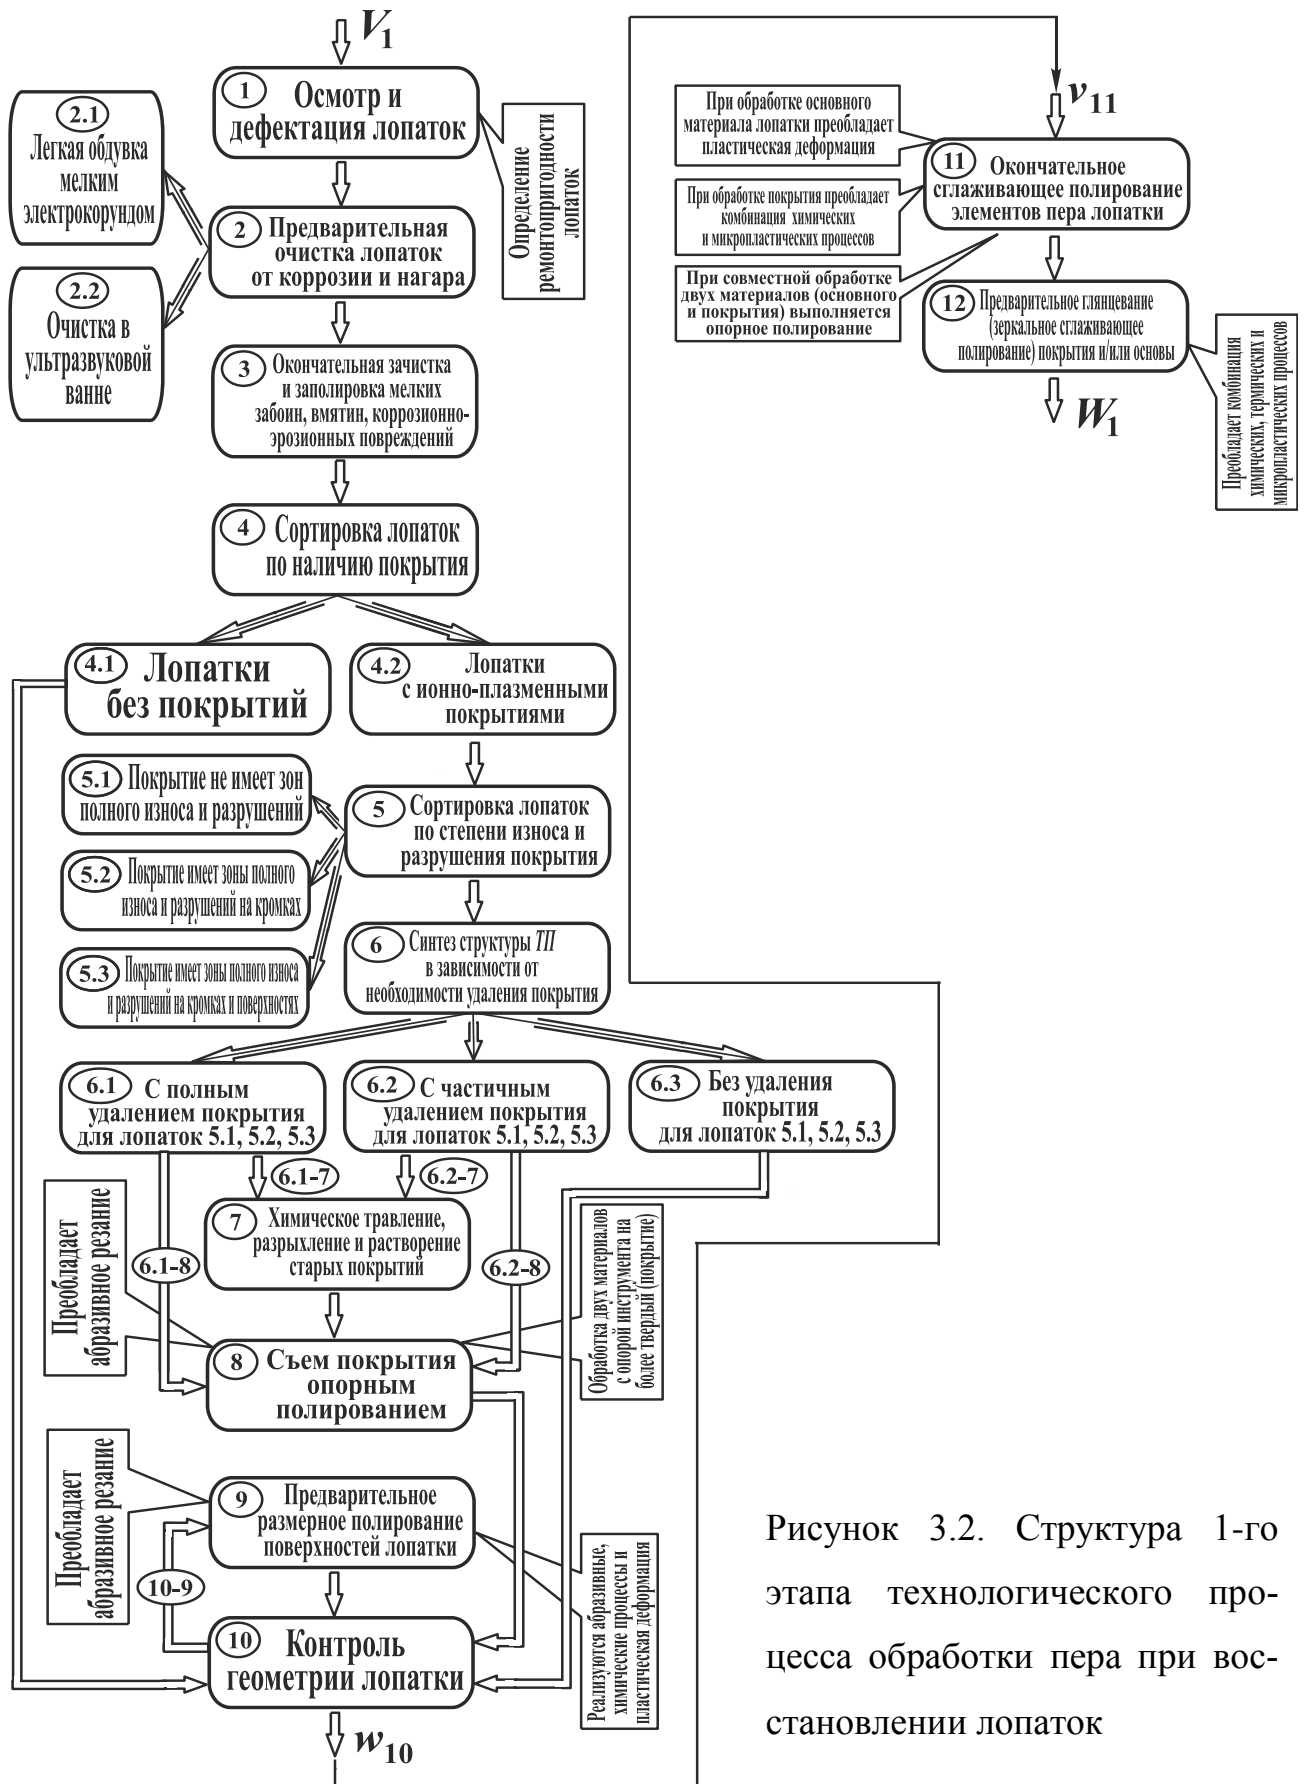 V1
1
Осмотр и
дефектация лопаток
Определение
ремонтопригодности
лопаток
2.1
Легкая обдувка
мелким
электрокорундом
2
Предварительная
очистка лопаток
от коррозии и нагара
2.2
Очистка в
ультразвуковой
ванне
3
Окончательная зачистка
и заполировка мелких
забоин, вмятин, коррозионно-
эрозионных повреждений
4
Сортировка лопаток
по наличию покрытия
4.1
Лопатки
без покрытий
4.2
Лопатки
с ионно-плазменными
покрытиями
5.1
Покрытие не имеет зон
полного износа и разрушений
5
Сортировка лопаток
по степени износа и
разрушения покрытия
5.2
Покрытие имеет зоны полного
износа и разрушений на кромках
5.3
Покрытие имеет зоны полного износа
и разрушений на кромках и поверхностях
6
Синтез структуры ТП
в зависимости от
необходимости удаления покрытия
6.1
С полным
удалением покрытия
для лопаток 5.1, 5.2, 5.3
6.2
С частичным
удалением покрытия
для лопаток 5.1, 5.2, 5.3
6.3
Без удаления
покрытия
для лопаток 5.1, 5.2, 5.3
6.1-7
6.2-7
7
Химическое травление,
разрыхление и растворение
старых покрытий
6.1-8
6.2-8
Преобладает
абразивное резание
Обработка двух материалов
с опорой инструмента на
более твердый (покрытие)
8
Съем покрытия
опорным
полированием
Преобладает
абразивное резание
9
Предварительное
размерное полирование
поверхностей лопатки
Реализуются абразивные,
химические процессы и
пластическая деформация
10-9
10
Контроль
геометрии лопатки
w10
v11
При обработке основного
материала лопатки преобладает
пластическая деформация
11
Окончательное
сглаживающее полирование
элементов пера лопатки
При обработке покрытия преобладает
комбинация химических
и микропластических процессов
При совместной обработке
двух материалов (основного
и покрытия) выполняется
опорное полирование
12
Предварительное глянцевание
(зеркальное сглаживающее
полирование) покрытия и/или основы
Преобладает комбинация
химических, термических и
микропластических процессов
W1
Рисунок 3.2. Структура 1-го
этапа технологического про-
цесса обработки пера при вос-
становлении лопаток